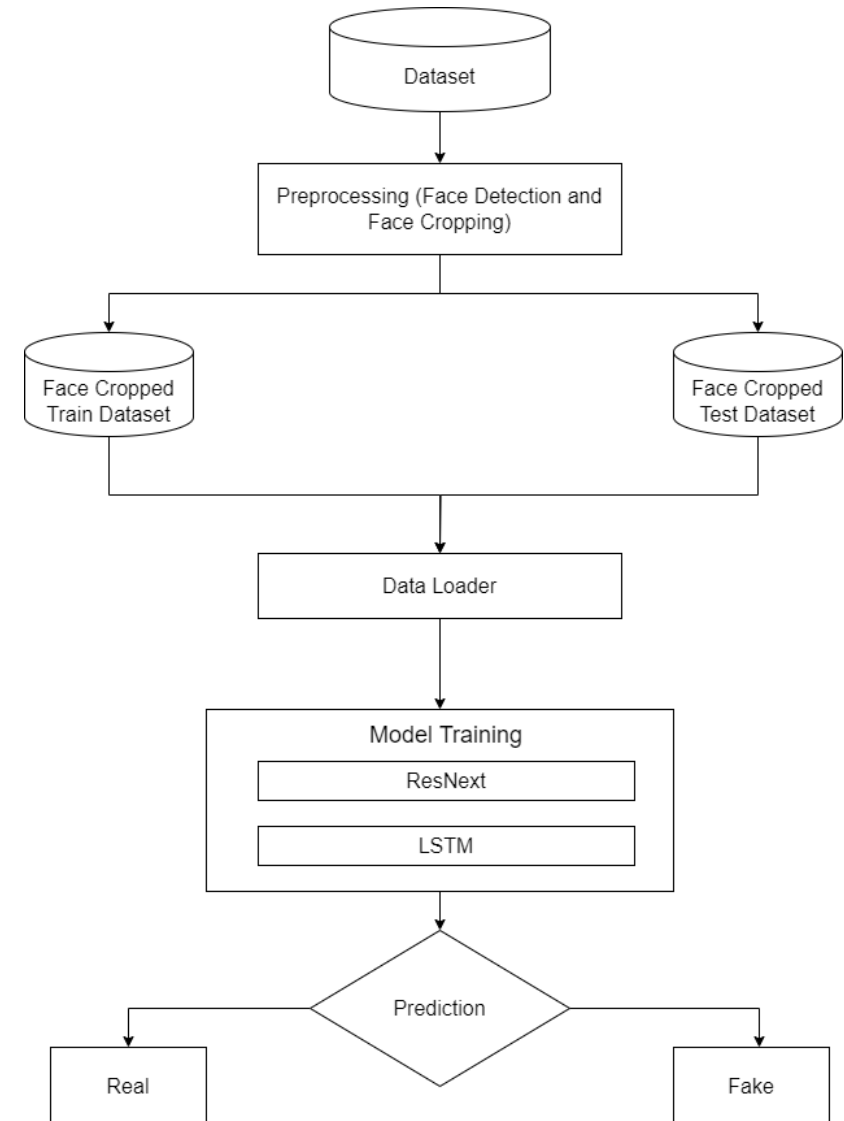 Dataset
Preprocessing (Face Detection and
Face Cropping)
Face Cropped
Train Dataset
Face Cropped
Test Dataset
Data Loader
Model Training
ResNext
LSTM
Prediction
Real
Fake